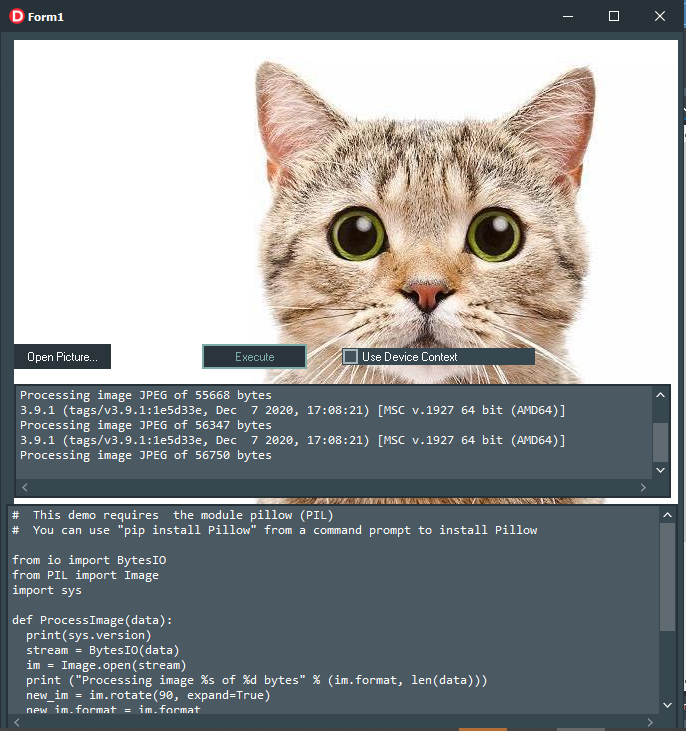 D Form1
Open Picture...
Execute
Use Device Context
Processing image JPEG of 55668 bytes
3.9.1 (tags/v3.9.1:1e5d33e, Dec  7 2020, 17:08:21) [MSC v.1927 64 bit (AMD64)]
Processing image JPEG of 56347 bytes
3.9.1 (tags/v3.9.1:1e5d33e, Dec  7 2020, 17:08:21) [MSC v.1927 64 bit (AMD64)]
Processing image JPEG of 56750 bytes
#  This demo requires  the module pillow (PIL)
#  You can use "pip install Pillow" from a command prompt to install Pillow
from io import BytesIO
from PIL import Image
import sys
def ProcessImage(data):
  print(sys.version)
  stream = BytesIO(data)
  im = Image.open(stream)
  print ("Processing image %s of %d bytes" % (im.format, len(data)))
  new_im = im.rotate(90, expand=True)
  new_im.format = im.format